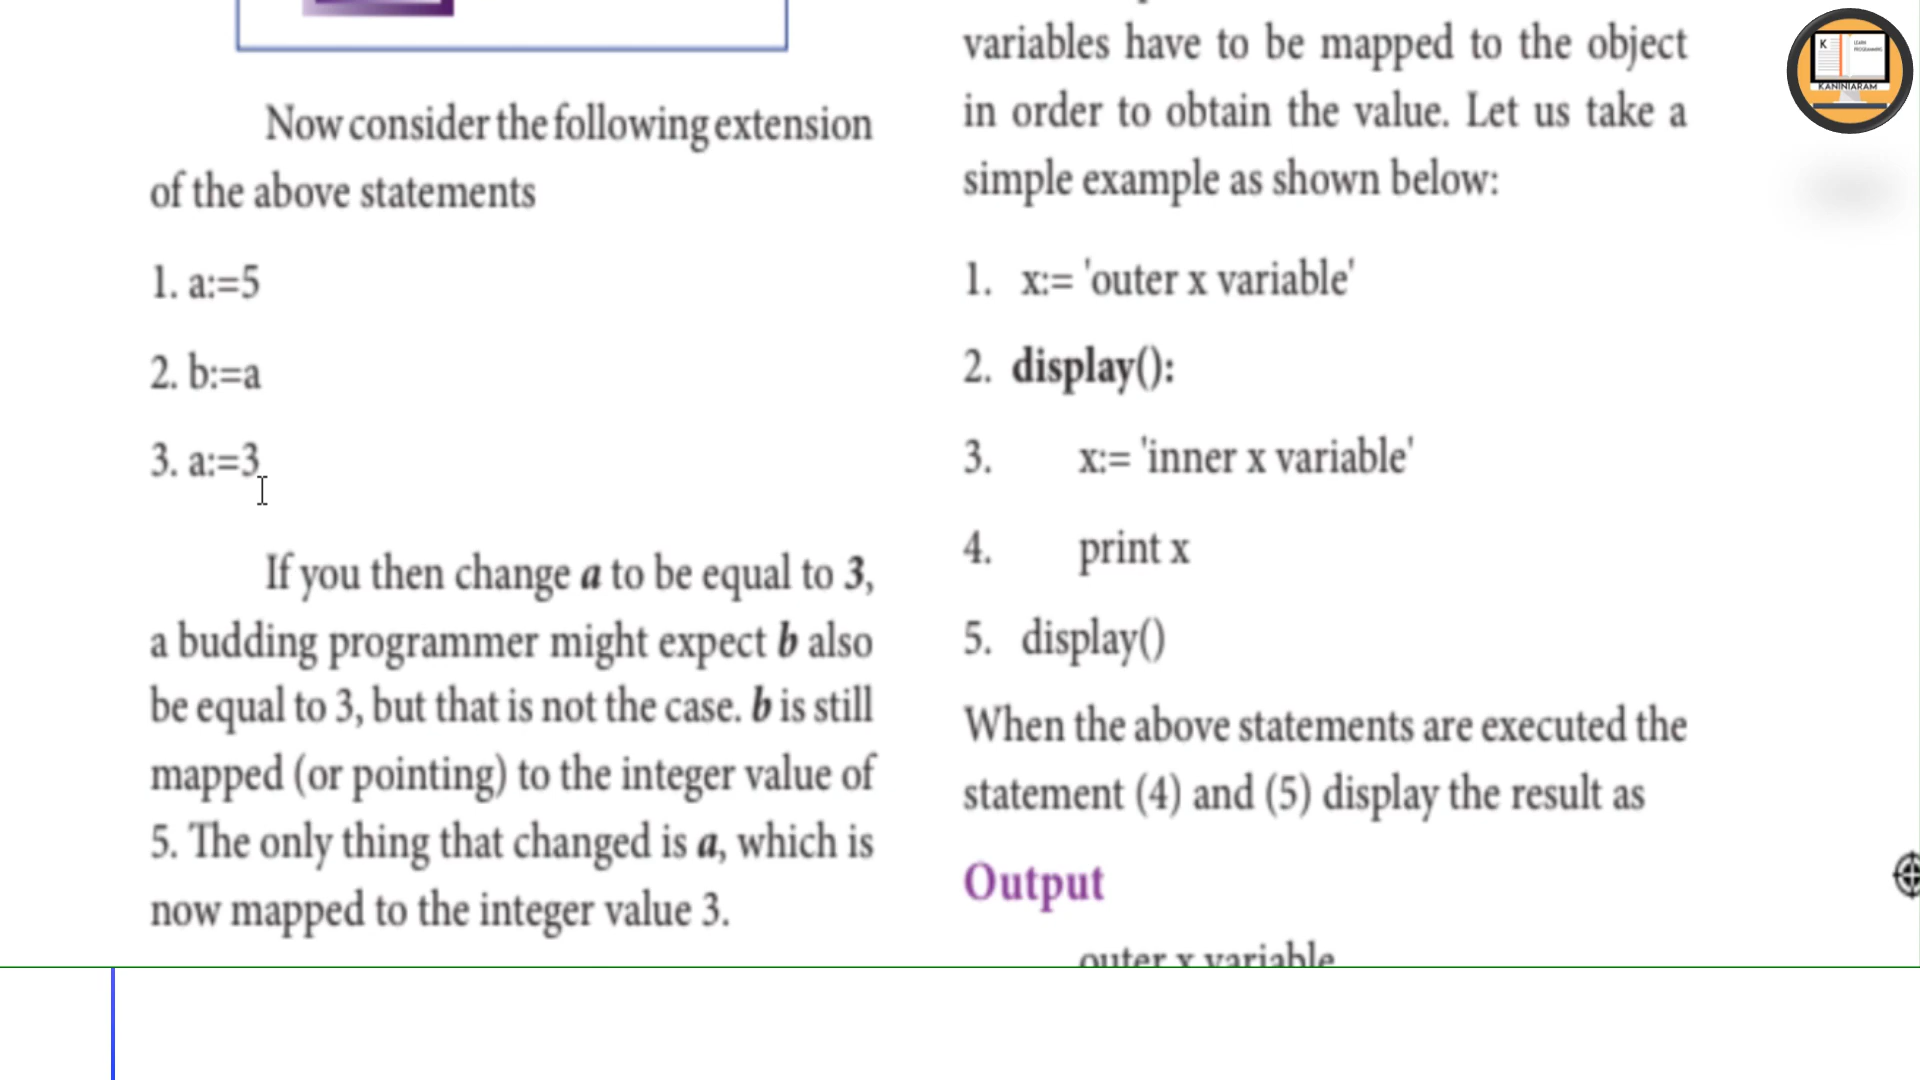 Now consider the following extension
of the above statements
1. a:=5
2. b:=a
3. a:=3
If you then change a to be equal to 3,
a budding programmer might expect b also
be equal to 3, but that is not the case. b is still
mapped (or pointing) to the integer value of
5. The only thing that changed is a, which is
now mapped to the integer value 3.
variables have to be mapped to the object
in order to obtain the value. Let us take a
simple example as shown below:
1. x:= 'outer x variable'
2. display():
3. x:= 'inner x variable'
4. print x
5. display()
When the above statements are executed the
statement (4) and (5) display the result as
Output
outer x variable
K
LEARN
PROGRAMMING
KANINIARAM